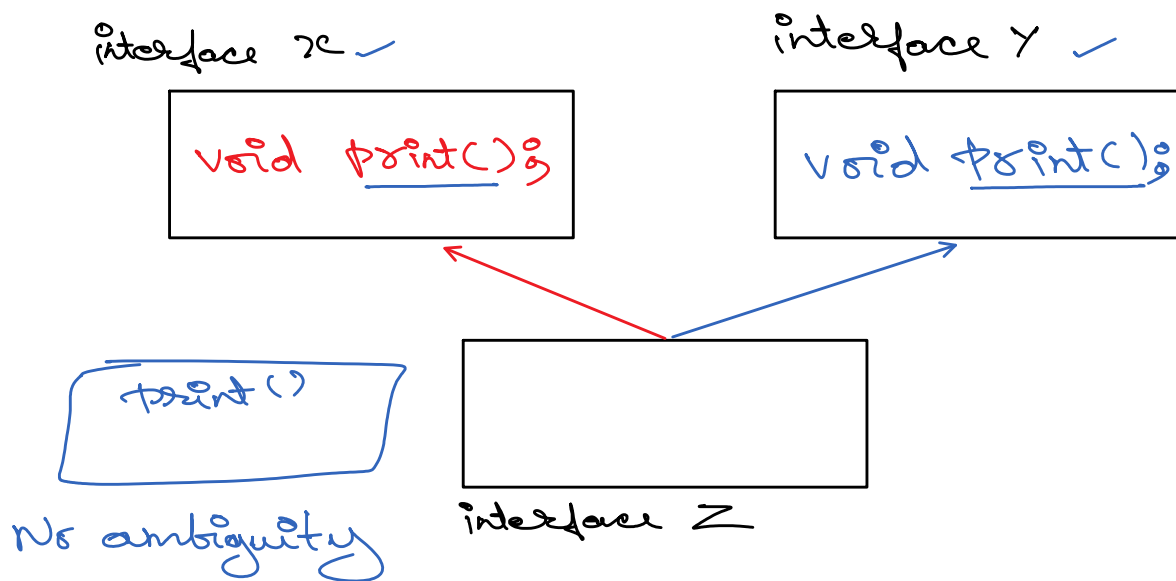 interface x
interface Y
void print();
void print();
print()
interface Z
No ambiguity